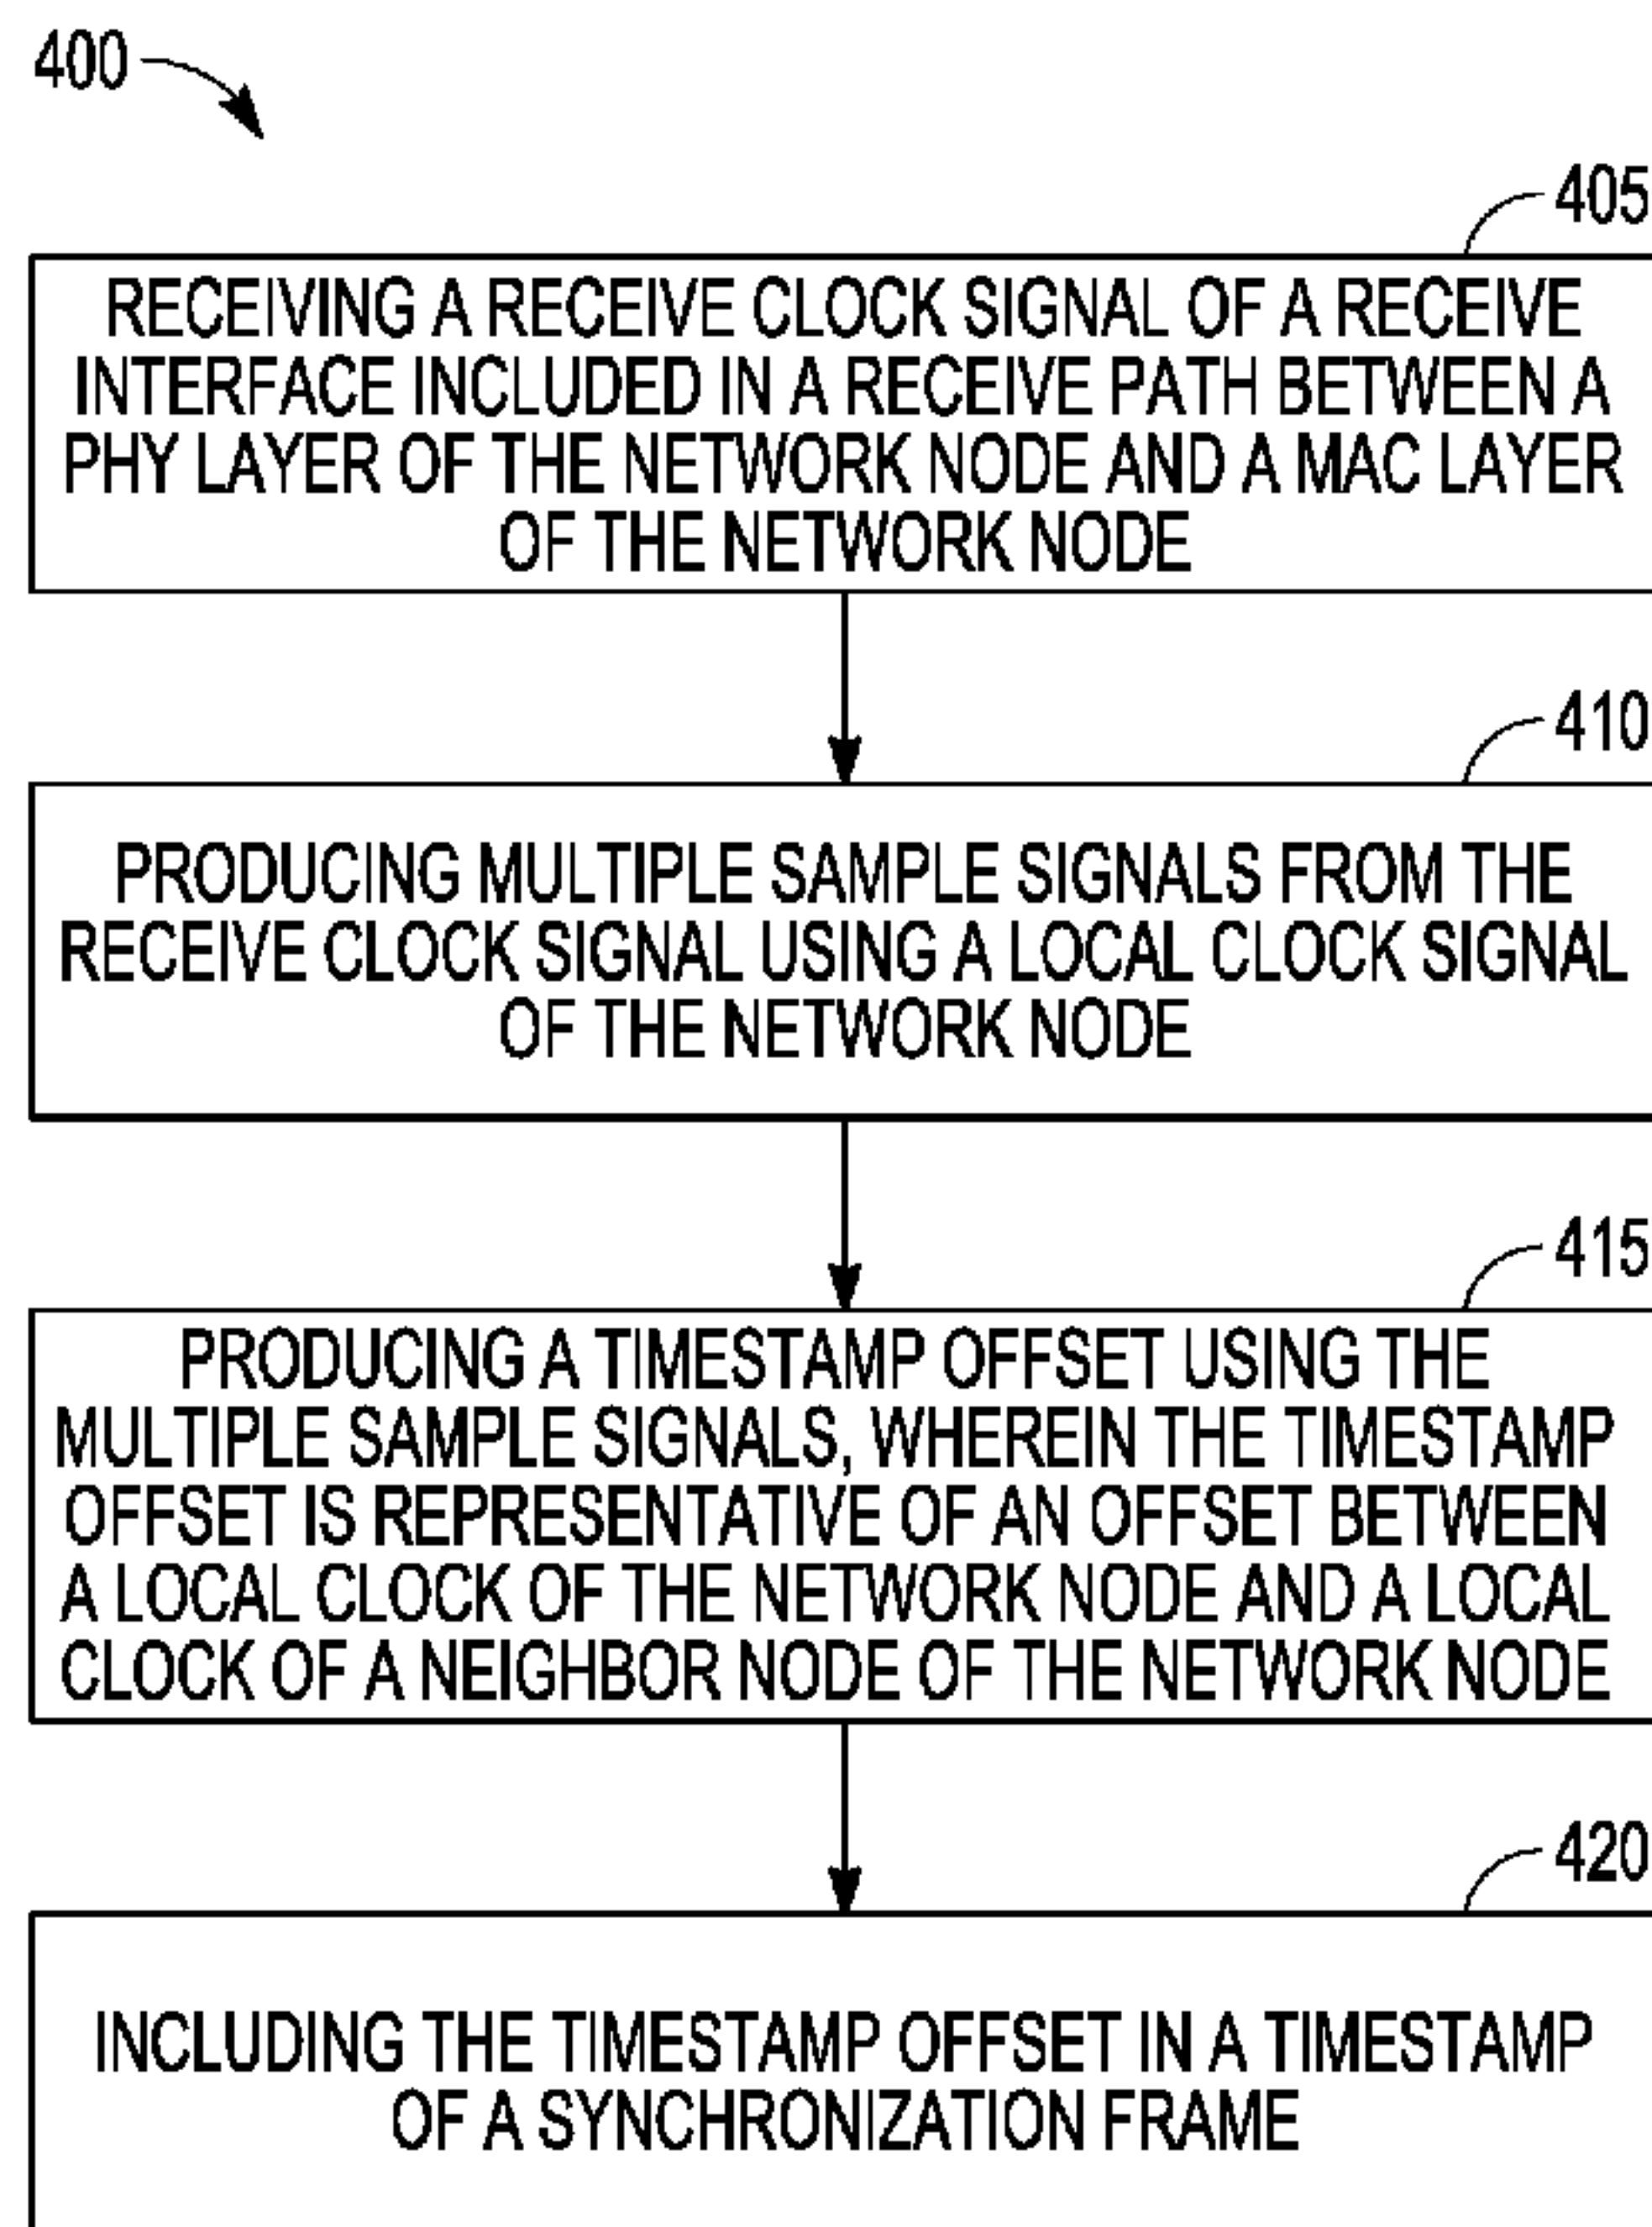 400
405
RECEIVING A RECEIVE CLOCK SIGNAL OF A RECEIVE
INTERFACE INCLUDED IN A RECEIVE PATH BETWEEN A
PHY LAYER OF THE NETWORK NODE AND A MAC LAYER
OF THE NETWORK NODE
410
PRODUCING MULTIPLE SAMPLE SIGNALS FROM THE
RECEIVE CLOCK SIGNAL USING A LOCAL CLOCK SIGNAL
OF THE NETWORK NODE
415
PRODUCING A TIMESTAMP OFFSET USING THE
MULTIPLE SAMPLE SIGNALS, WHEREIN THE TIMESTAMP
OFFSET IS REPRESENTATIVE OF AN OFFSET BETWEEN
A LOCAL CLOCK OF THE NETWORK NODE AND A LOCAL
CLOCK OF A NEIGHBOR NODE OF THE NETWORK NODE
420
INCLUDING THE TIMESTAMP OFFSET IN A TIMESTAMP
OF A SYNCHRONIZATION FRAME